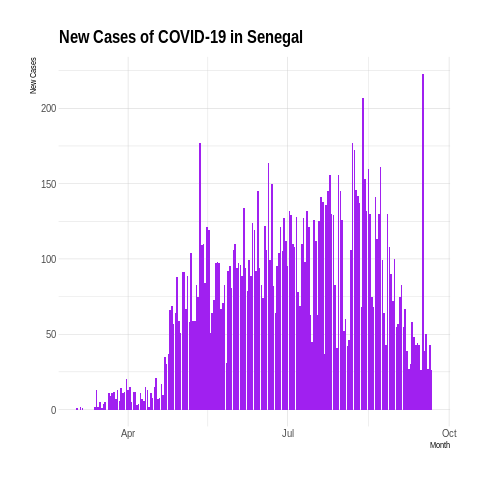 New Cases of COVID-19 in Senegal
New Cases
200
150
100
50
0
Apr
Jul
Oct
Month